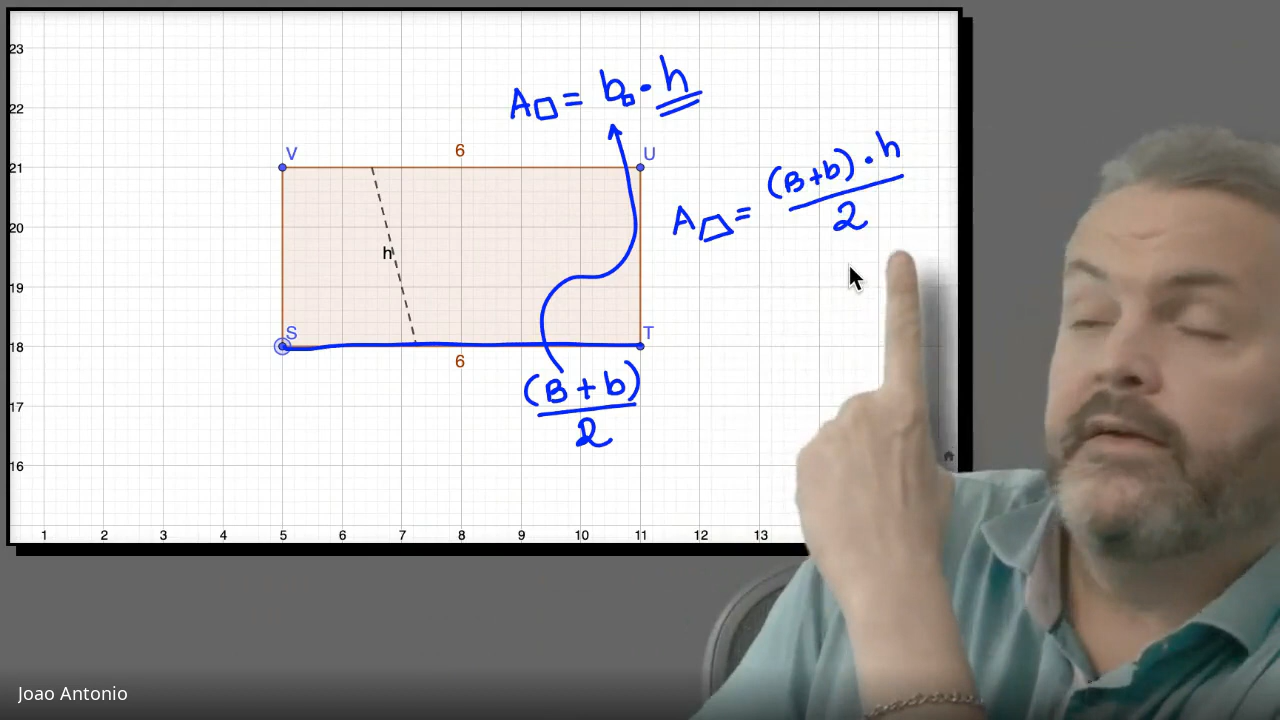 23
22
21
20
19
18
17
16
1 2 3 4 5 6 7 8 9 10 11 12 13
A□ = b□ · h
V 6 U
h
S 6 T
(B+b)
2
A = (B+b) · h
2
Joao Antonio